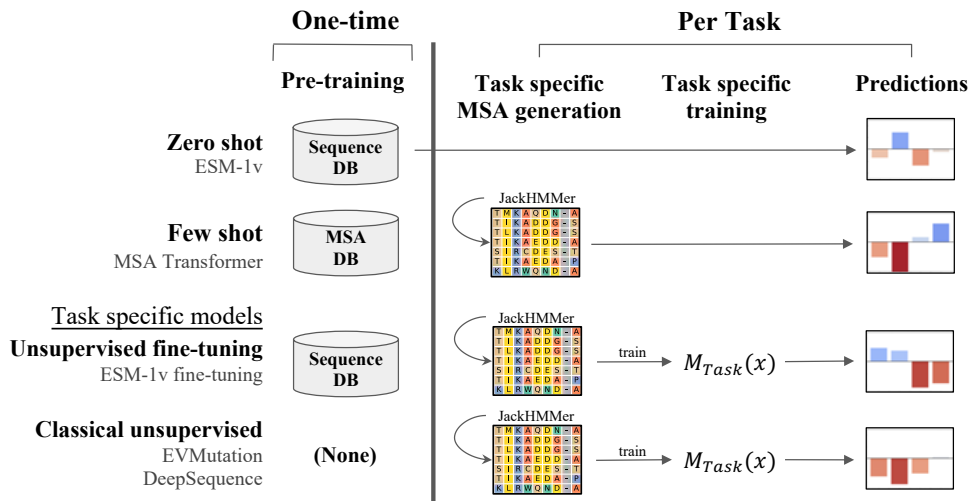 One-time
Per Task
Pre-training
Task specific
MSA generation
Task specific
training
Predictions
Zero shot
ESM-1v
Sequence
DB
Few shot
MSA Transformer
MSA
DB
JackHMMer
T M K A Q D N - A
T I K A D D G - S
T L K A D D G - S
T I K A E D D - A
S I R C D E S - T
T I K A E D A - P
K L R W Q N D - A
Task specific models
Unsupervised fine-tuning
ESM-1v fine-tuning
Sequence
DB
JackHMMer
T M K A Q D N - A
T I K A D D G - S
T L K A D D G - S
T I K A E D D - A
S I R C D E S - T
T I K A E D A - P
K L R W Q N D - A
train
M_Task(x)
Classical unsupervised
EVMutation
DeepSequence
(None)
JackHMMer
T M K A Q D N - A
T I K A D D G - S
T L K A D D G - S
T I K A E D D - A
S I R C D E S - T
T I K A E D A - P
K L R W Q N D - A
train
M_Task(x)